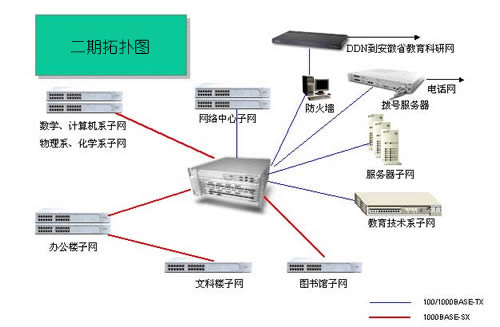 二期拓扑图
DDN到安徽省教育科研网
防火墙
电话网
拨号服务器
数学、计算机系子网
物理系、化学系子网
网络中心子网
服务器子网
教育技术系子网
办公楼子网
文科楼子网
图书馆子网
100/1000BASE-TX
1000BASE-SX